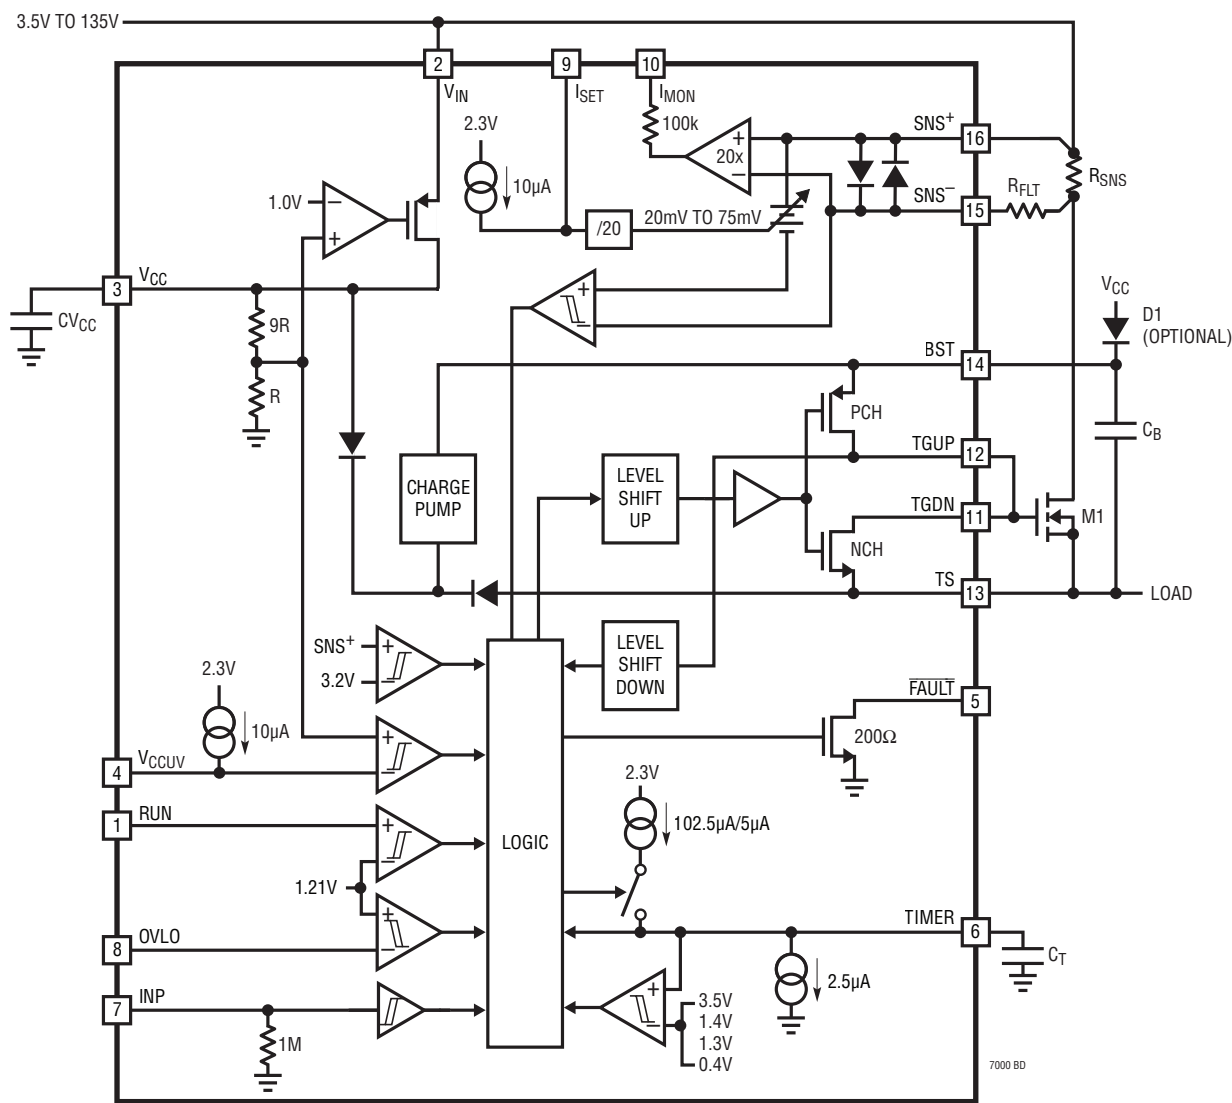 3.5V TO 135V
2
9
10
VIN
ISET
IMON
2.3V
100k
SNS+
16
+
20x
−
10µA
RSNS
SNS−
RFLT
15
1.0V
−
+
/20
20mV TO 75mV
VCC
3
CVCC
9R
R
+
−
VCC
D1
(OPTIONAL)
BST
14
PCH
CB
CHARGE
PUMP
LEVEL
SHIFT
UP
TGUP
12
TGDN
11
M1
NCH
TS
13
LOAD
SNS+
+
3.2V
−
LEVEL
SHIFT
DOWN
2.3V
10µA
FAULT
5
200Ω
VCCUV
4
+
−
RUN
1
+
−
1.21V
LOGIC
2.3V
102.5µA/5µA
OVLO
8
+
−
TIMER
6
CT
INP
7
1M
+
−
3.5V
1.4V
1.3V
0.4V
2.5µA
7000 BD